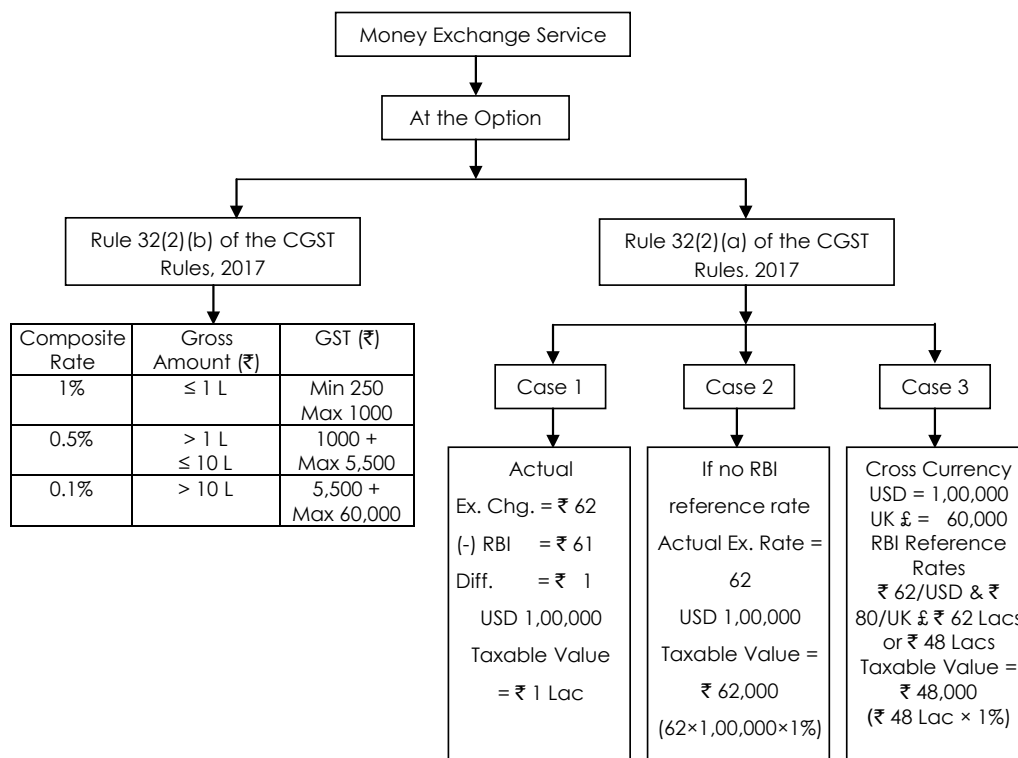 Money Exchange Service
At the Option
Rule 32(2)(b) of the CGST
Rules, 2017
Rule 32(2)(a) of the CGST
Rules. 2017
Composite Rate Gross Amount (₹) GST (₹)
1% ≤ 1 L Min 250 Max 1000
0.5% > 1 L ≤ 10 L 1000 + Max 5,500
0.1% > 10 L 5,500 + Max 60,000
Case 1
Actual
Ex. Chg. = ₹ 62
(-) RBI = ₹ 61
Diff. = ₹ 1
USD 1,00,000
Taxable Value
= ₹ 1 Lac
Case 2
If no RBI
reference rate
Actual Ex. Rate =
62
USD 1,00,000
Taxable Value =
₹ 62,000
(62×1,00,000×1%)
Case 3
Cross Currency
USD = 1,00,000
UK £ = 60,000
RBI Reference
Rates
₹ 62/USD & ₹
80/UK £ ₹ 62 Lacs
or ₹ 48 Lacs
Taxable Value =
₹ 48,000
(₹ 48 Lac × 1%)